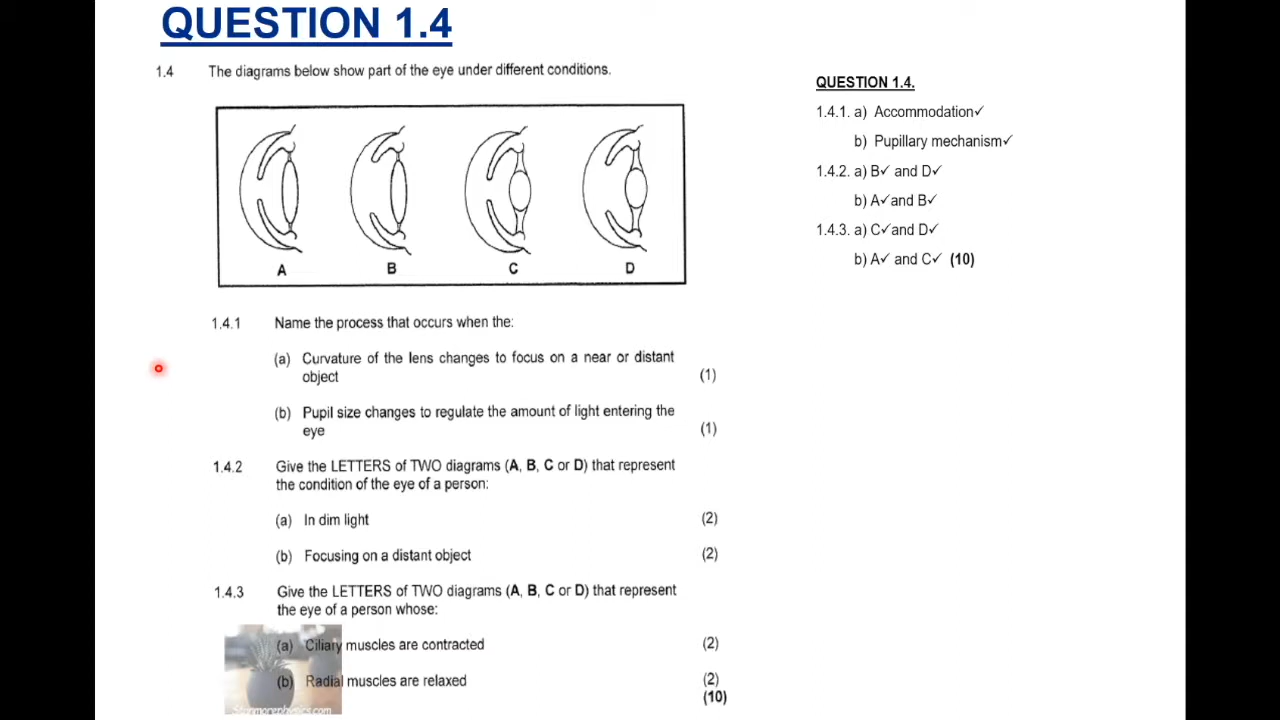 QUESTION 1.4
1.4 The diagrams below show part of the eye under different conditions.
A B C D
1.4.1 Name the process that occurs when the:
(a) Curvature of the lens changes to focus on a near or distant
object (1)
(b) Pupil size changes to regulate the amount of light entering the
eye (1)
1.4.2 Give the LETTERS of TWO diagrams (A, B, C or D) that represent
the condition of the eye of a person:
(a) In dim light (2)
(b) Focusing on a distant object (2)
1.4.3 Give the LETTERS of TWO diagrams (A, B, C or D) that represent
the eye of a person whose:
(a) Ciliary muscles are contracted (2)
(b) Radial muscles are relaxed (2)
(10)
Stanmorephysics.com
QUESTION 1.4.
1.4.1. a) Accommodation✓
b) Pupillary mechanism✓
1.4.2. a) B✓ and D✓
b) A✓and B✓
1.4.3. a) C✓and D✓
b) A✓ and C✓ (10)